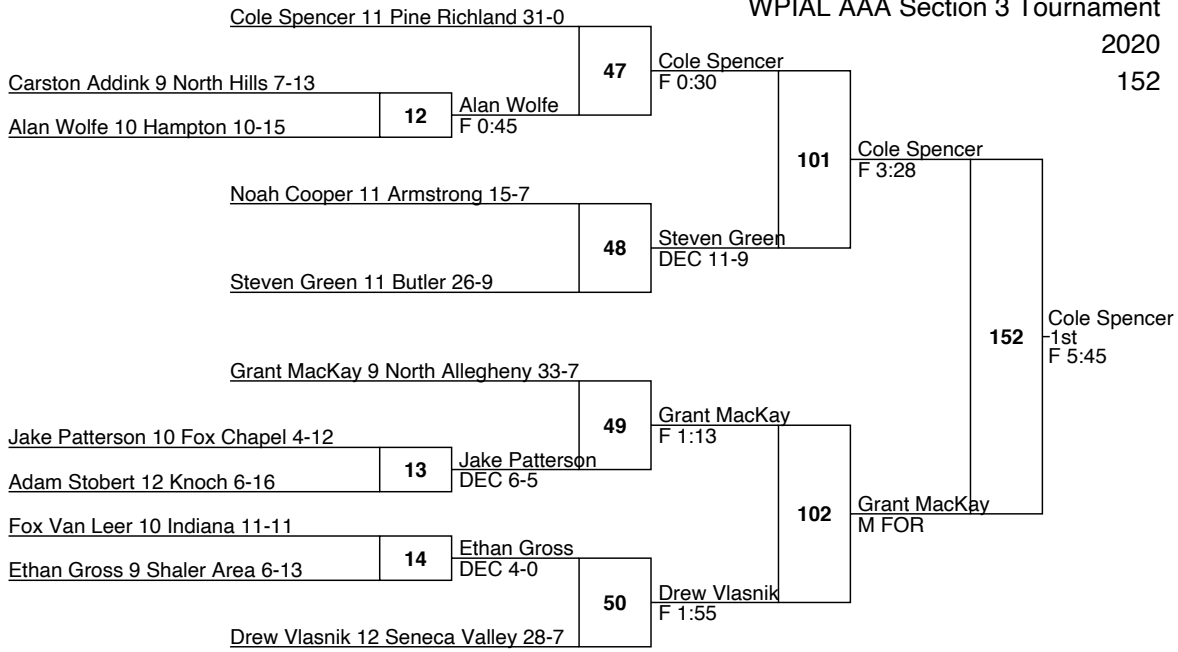 WPIAL AAA Section 3 Tournament
2020
152
Cole Spencer 11 Pine Richland 31-0
47
Cole Spencer
F 0:30
Carston Addink 9 North Hills 7-13
12
Alan Wolfe
F 0:45
Alan Wolfe 10 Hampton 10-15
101
Cole Spencer
F 3:28
Noah Cooper 11 Armstrong 15-7
48
Steven Green
DEC 11-9
Steven Green 11 Butler 26-9
152
Cole Spencer
1st
F 5:45
Grant MacKay 9 North Allegheny 33-7
49
Grant MacKay
F 1:13
Jake Patterson 10 Fox Chapel 4-12
13
Jake Patterson
DEC 6-5
Adam Stobert 12 Knoch 6-16
102
Grant MacKay
M FOR
Fox Van Leer 10 Indiana 11-11
14
Ethan Gross
DEC 4-0
Ethan Gross 9 Shaler Area 6-13
50
Drew Vlasnik
F 1:55
Drew Vlasnik 12 Seneca Valley 28-7